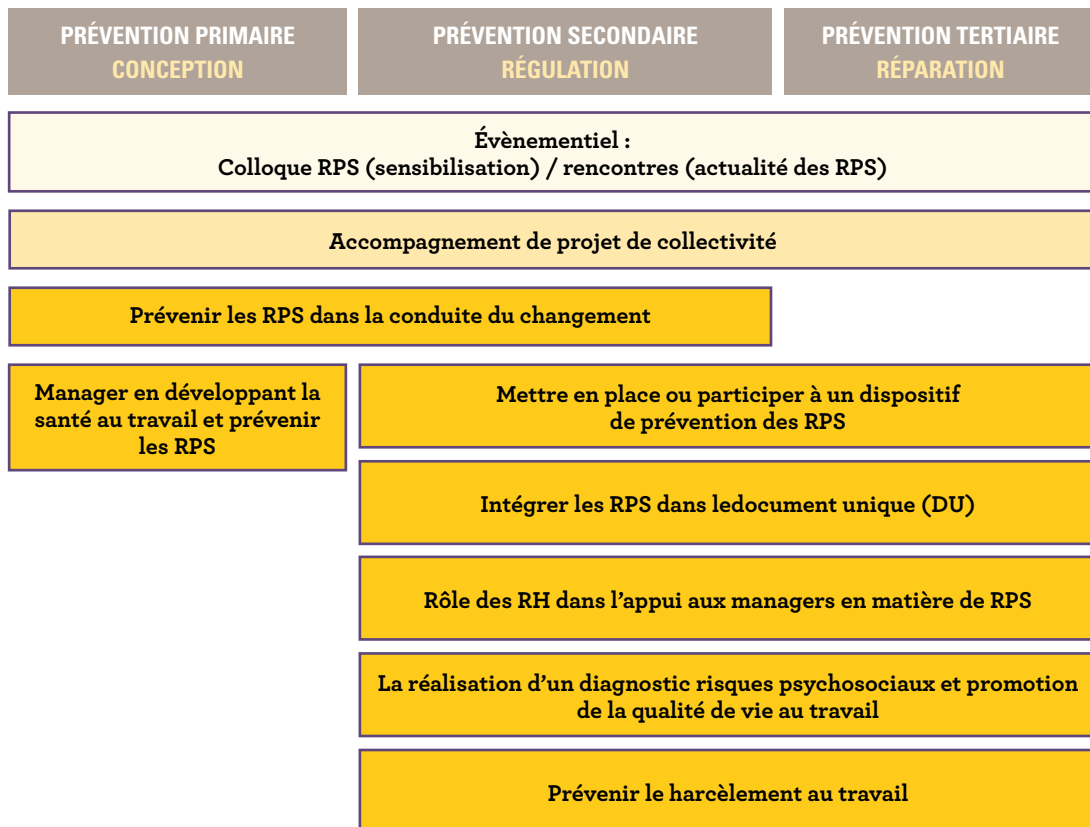 PRÉVENTION PRIMAIRE
CONCEPTION
PRÉVENTION SECONDAIRE
RÉGULATION
PRÉVENTION TERTIAIRE
RÉPARATION
Évènementiel :
Colloque RPS (sensibilisation) / rencontres (actualité des RPS)
Accompagnement de projet de collectivité
Prévenir les RPS dans la conduite du changement
Manager en développant la
santé au travail et prévenir
les RPS
Mettre en place ou participer à un dispositif
de prévention des RPS
Intégrer les RPS dans ledocument unique (DU)
Rôle des RH dans l'appui aux managers en matière de RPS
La réalisation d'un diagnostic risques psychosociaux et promotion
de la qualité de vie au travail
Prévenir le harcèlement au travail